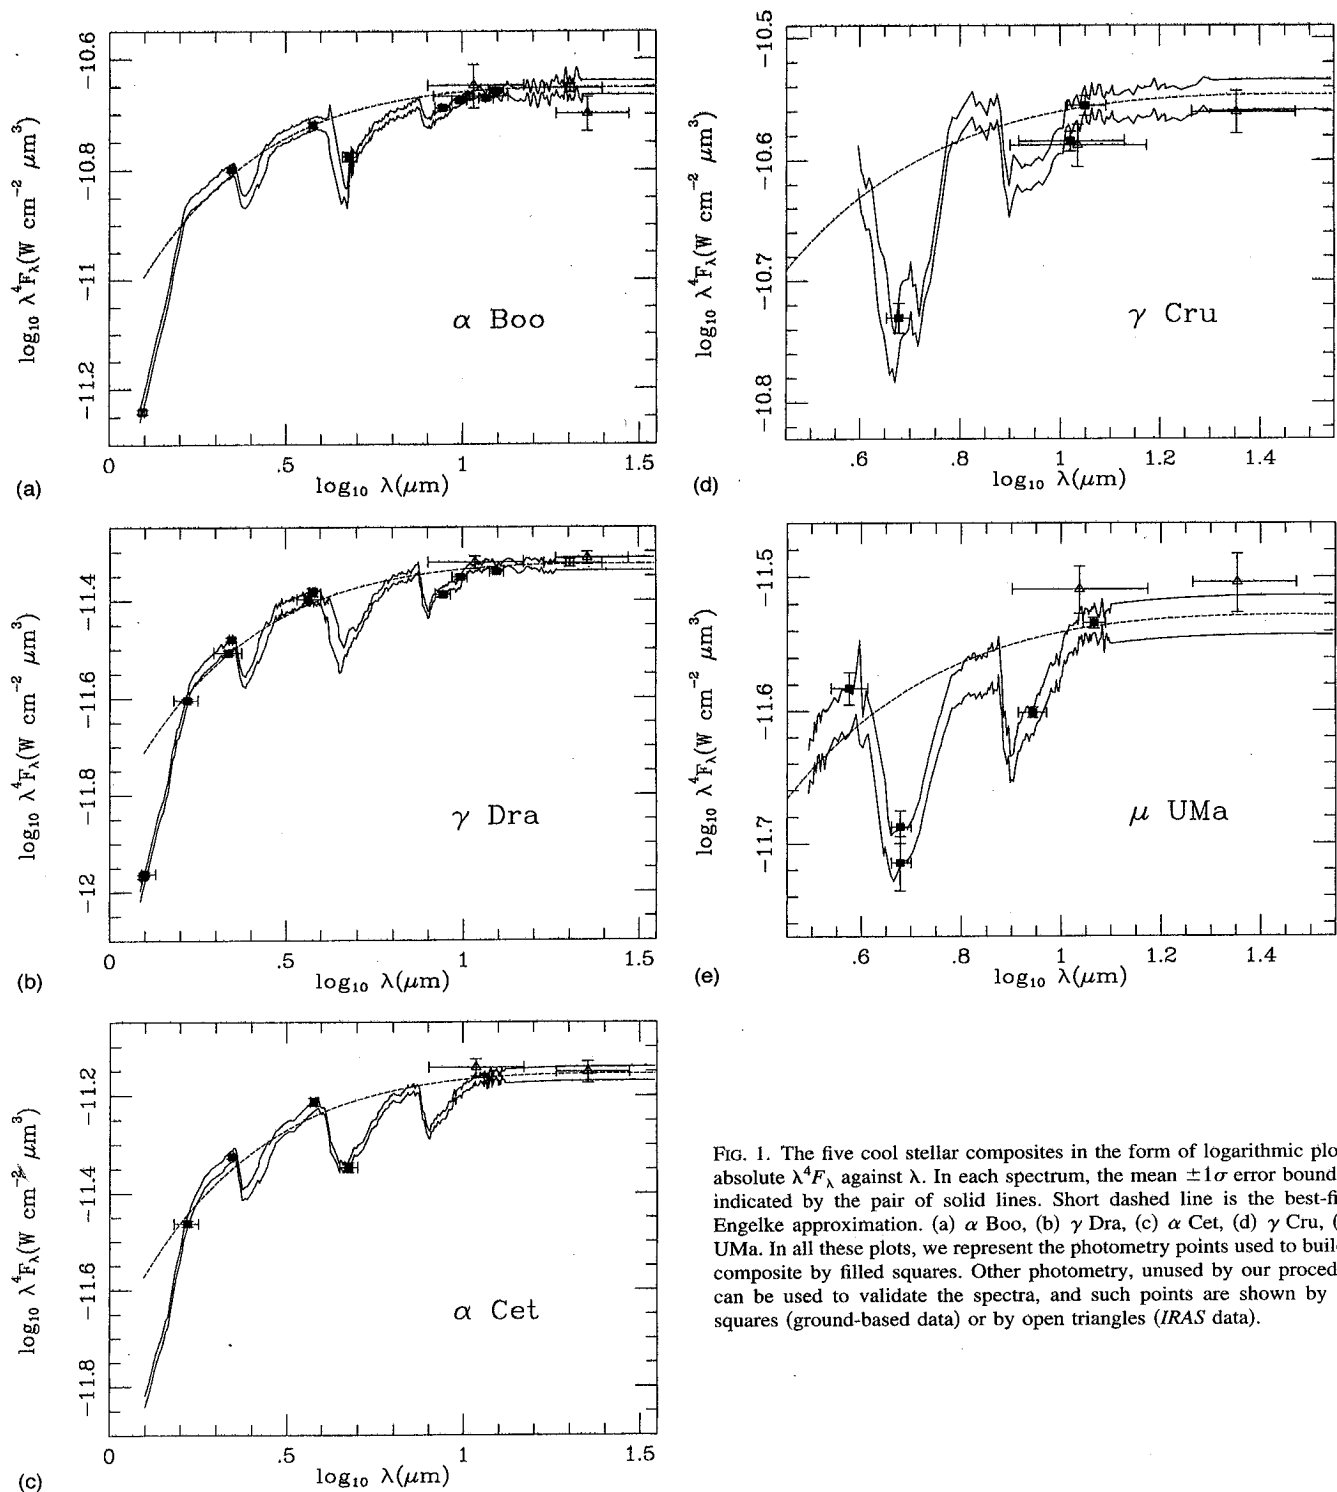 −10.6
−10.8
−11
−11.2
log₁₀ λ⁴Fλ(W cm⁻² μm³)
α Boo
0
.5
1
1.5
log₁₀ λ(μm)
(a)
−11.4
−11.6
−11.8
−12
log₁₀ λ⁴Fλ(W cm⁻² μm³)
γ Dra
0
.5
1
1.5
log₁₀ λ(μm)
(b)
−11.2
−11.4
−11.6
−11.8
log₁₀ λ⁴Fλ(W cm⁻² μm³)
α Cet
0
.5
1
1.5
log₁₀ λ(μm)
(c)
−10.5
−10.6
−10.7
−10.8
log₁₀ λ⁴Fλ(W cm⁻² μm³)
γ Cru
.6
.8
1
1.2
1.4
log₁₀ λ(μm)
(d)
−11.5
−11.6
−11.7
log₁₀ λ⁴Fλ(W cm⁻² μm³)
μ UMa
.6
.8
1
1.2
1.4
log₁₀ λ(μm)
(e)
FIG. 1. The five cool stellar composites in the form of logarithmic plo
absolute λ⁴Fλ against λ. In each spectrum, the mean ±1σ error bound
indicated by the pair of solid lines. Short dashed line is the best-fi
Engelke approximation. (a) α Boo, (b) γ Dra, (c) α Cet, (d) γ Cru, (
UMa. In all these plots, we represent the photometry points used to buil
composite by filled squares. Other photometry, unused by our proced
can be used to validate the spectra, and such points are shown by
squares (ground-based data) or by open triangles (IRAS data).